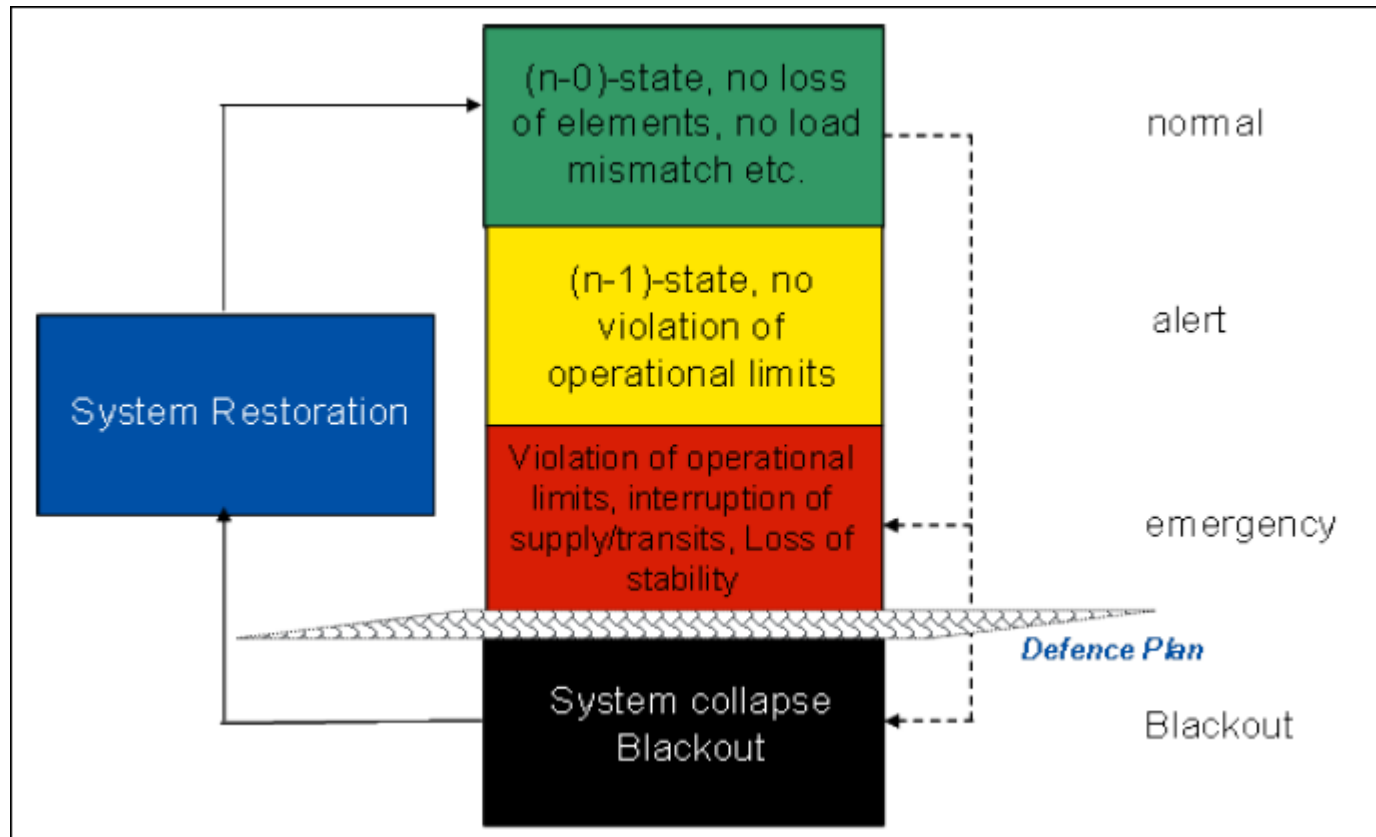 (n-0)-state, no loss
of elements, no load
mismatch etc.
normal
(n-1)-state, no
violation of
operational limits
alert
System Restoration
Violation of operational
limits, interruption of
supply/transits, Loss of
stability
emergency
Defence Plan
System collapse
Blackout
Blackout